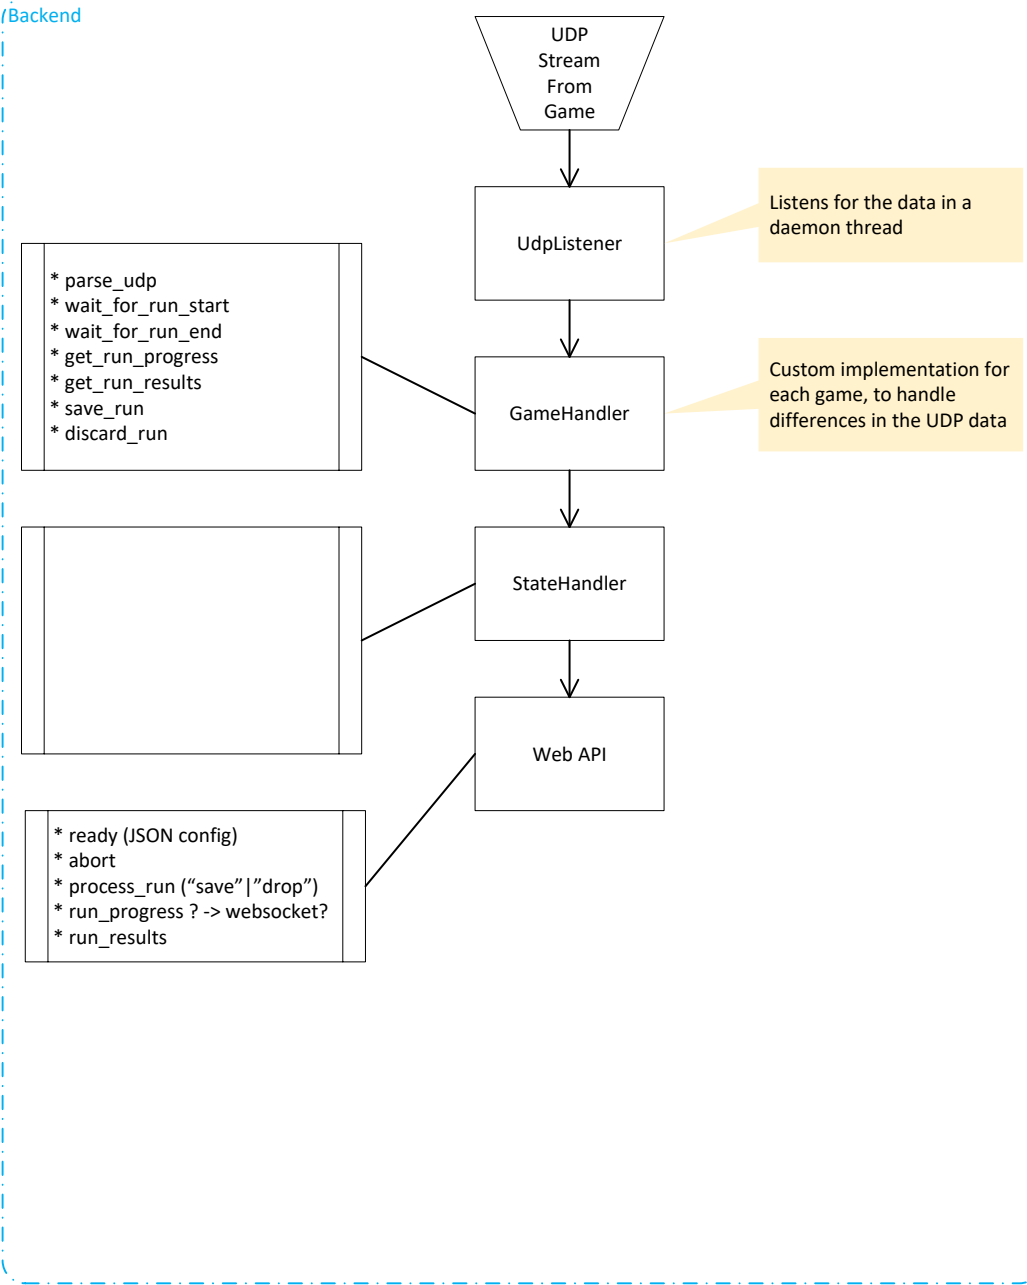 Backend
UDP
Stream
From
Game
Listens for the data in a
daemon thread
UdpListener
* parse_udp
* wait_for_run_start
* wait_for_run_end
* get_run_progress
* get_run_results
* save_run
* discard_run
Custom implementation for
each game, to handle
differences in the UDP data
GameHandler
StateHandler
Web API
* ready (JSON config)
* abort
* process_run (“save”|”drop”)
* run_progress ? -> websocket?
* run_results